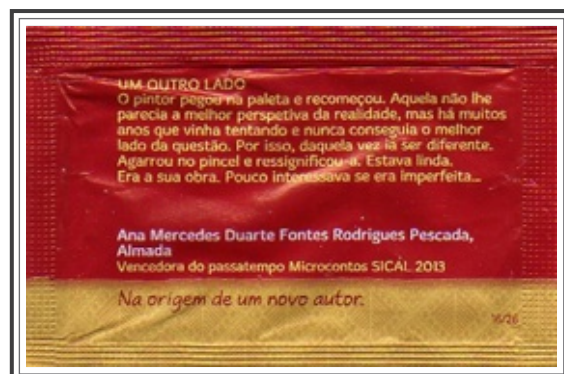 UM OUTRO LADO
O pintor pegou na paleta e recomeçou. Aquela não lhe
parecia a melhor perspetiva da realidade, mas há muitos
anos que vinha tentando e nunca conseguia o melhor
lado da questão. Por isso, daquela vez ia ser diferente.
Agarrou no pincel e ressignificou-a. Estava linda.
Era a sua obra. Pouco interessava se era imperfeita...
Ana Mercedes Duarte Fontes Rodrigues Pescada,
Almada
Vencedora do passatempo Microcontos SICAL 2013
Na origem de um novo autor.
16/26